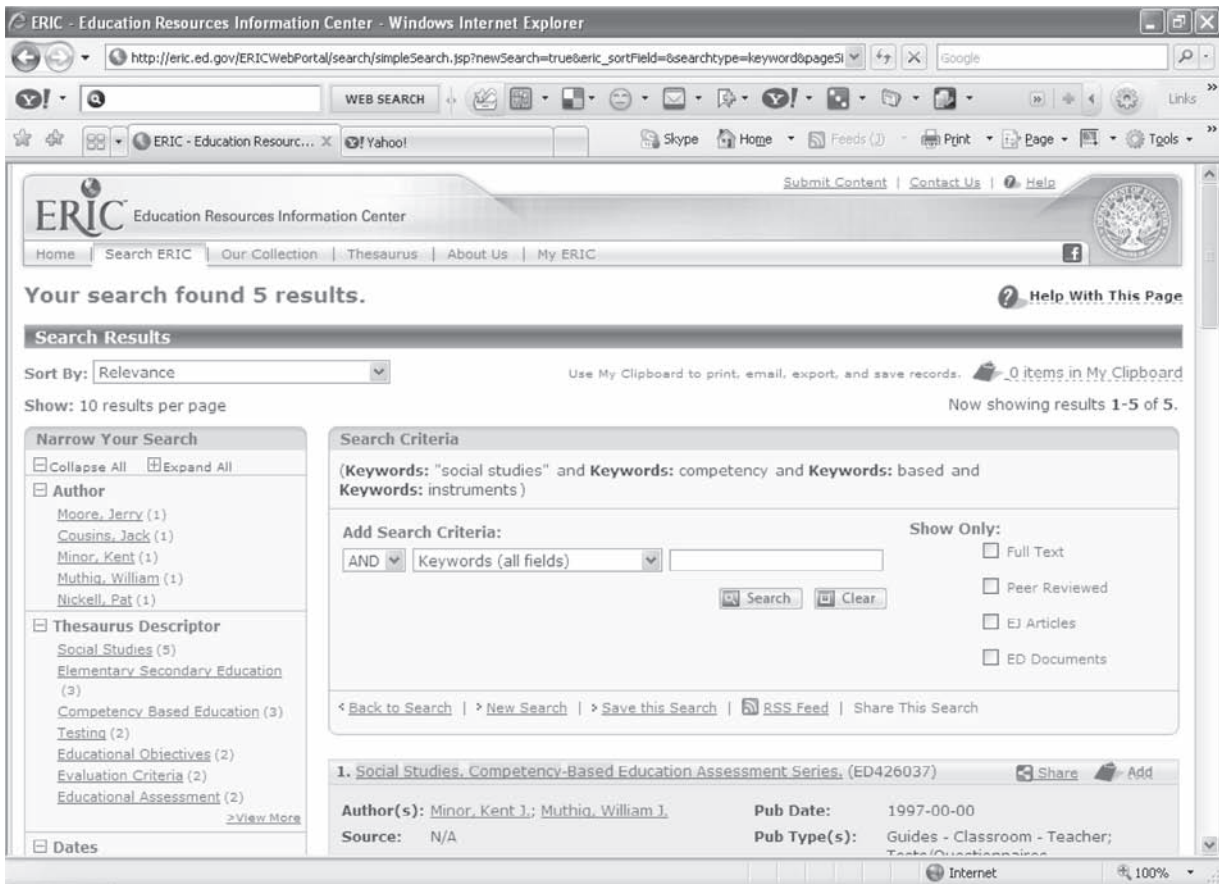 ERIC - Education Resources Information Center - Windows Internet Explorer
http://eric.ed.gov/ERICWebPortal/search/simpleSearch.jsp?newSearch=true&eric_sortField=&searchtype=keyword&pageSi
Google
WEB SEARCH
Links
ERIC - Education Resourc...
Yahoo!
Skype
Home
Feeds (J)
Print
Page
Tools
Submit Content | Contact Us | Help
ERIC Education Resources Information Center
Home | Search ERIC | Our Collection | Thesaurus | About Us | My ERIC
Your search found 5 results.
Help With This Page
Search Results
Sort By: Relevance
Use My Clipboard to print, email, export, and save records. 0 items in My Clipboard
Show: 10 results per page
Now showing results 1-5 of 5.
Narrow Your Search
Collapse All Expand All
Author
Moore, Jerry (1)
Cousins, Jack (1)
Minor, Kent (1)
Muthig, William (1)
Nickell, Pat (1)
Thesaurus Descriptor
Social Studies (5)
Elementary Secondary Education
(3)
Competency Based Education (3)
Testing (2)
Educational Objectives (2)
Evaluation Criteria (2)
Educational Assessment (2)
>View More
Dates
Search Criteria
(Keywords: "social studies" and Keywords: competency and Keywords: based and
Keywords: instruments)
Add Search Criteria:
AND Keywords (all fields)
Search Clear
Show Only:
Full Text
Peer Reviewed
EJ Articles
ED Documents
< Back to Search | > New Search | > Save this Search | RSS Feed | Share This Search
1. Social Studies. Competency-Based Education Assessment Series. (ED426037) Share Add
Author(s): Minor, Kent J.; Muthig, William J.
Pub Date: 1997-00-00
Source: N/A
Pub Type(s): Guides - Classroom - Teacher;
Tests/Questionnaires
Internet
100%